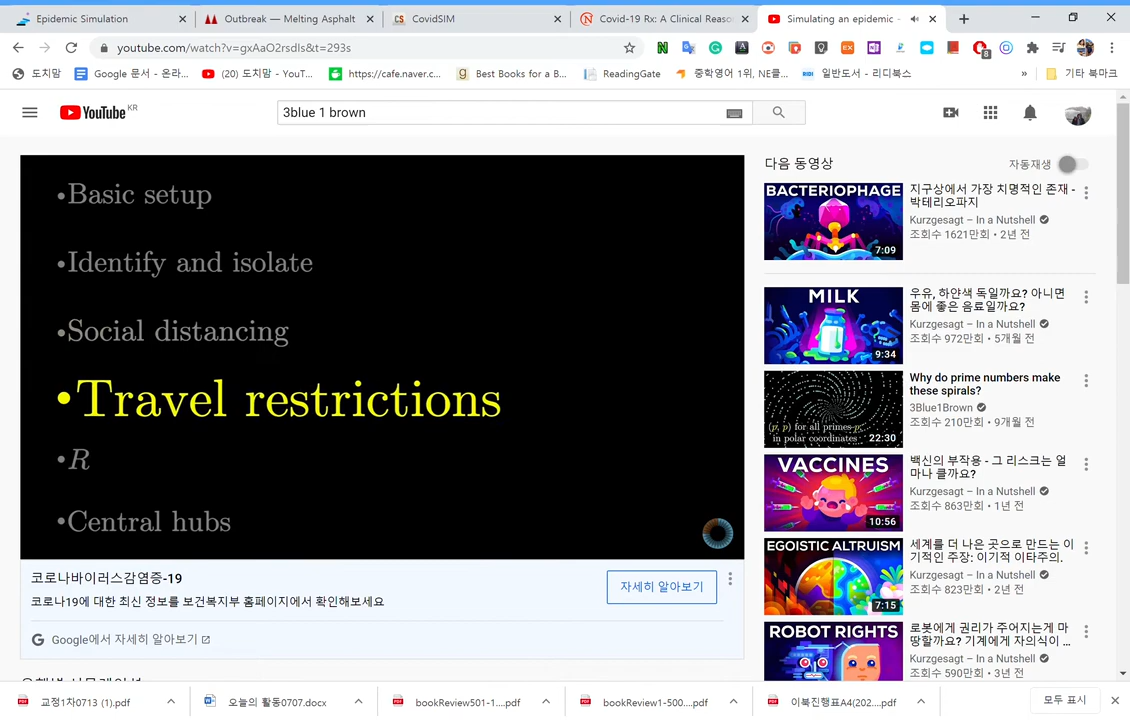 Epidemic Simulation
Outbreak — Melting Asphalt
CovidSIM
Covid-19 Rx: A Clinical Reaso
Simulating an epidemic -
youtube.com/watch?v=gxAaO2rsdIs&t=293s
8
도치맘
Google 문서 - 온라...
(20) 도치맘 - YouT...
https://cafe.naver.c...
Best Books for a B...
ReadingGate
중학영어 1위, NE클...
일반도서 - 리디북스
기타 북마크
YouTube KR
3blue 1 brown
•Basic setup
•Identify and isolate
•Social distancing
•Travel restrictions
•R
•Central hubs
코로나바이러스감염증-19
코로나19에 대한 최신 정보를 보건복지부 홈페이지에서 확인해보세요
자세히 알아보기
Google에서 자세히 알아보기
다음 동영상
자동재생
BACTERIOPHAGE
7:09
지구상에서 가장 치명적인 존재 -
박테리오파지
Kurzgesagt – In a Nutshell
조회수 1621만회 • 2년 전
MILK
9:34
우유, 하얀색 독일까요? 아니면
몸에 좋은 음료일까요?
Kurzgesagt – In a Nutshell
조회수 972만회 • 5개월 전
(p, p) for all primes p,
in polar coordinates
22:30
Why do prime numbers make
these spirals?
3Blue1Brown
조회수 210만회 • 9개월 전
VACCINES
10:56
백신의 부작용 - 그 리스크는 얼
마나 클까요?
Kurzgesagt – In a Nutshell
조회수 863만회 • 1년 전
EGOISTIC ALTRUISM
7:15
세계를 더 나은 곳으로 만드는 이
기적인 주장: 이기적 이타주의.
Kurzgesagt – In a Nutshell
조회수 823만회 • 2년 전
ROBOT RIGHTS
로봇에게 권리가 주어지는게 마
땅할까요? 기계에게 자의식이 ...
Kurzgesagt – In a Nutshell
조회수 590만회 • 3년 전
교정1차0713 (1).pdf
오늘의 활동0707.docx
bookReview501-1....pdf
bookReview1-500....pdf
이북진행표A4(202....pdf
모두 표시